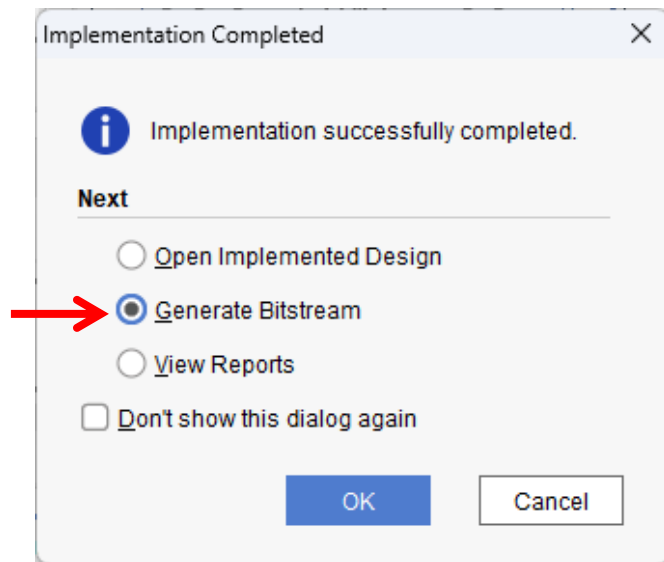 Implementation Completed
Implementation successfully completed.
Next
Open Implemented Design
Generate Bitstream
View Reports
Don't show this dialog again
OK
Cancel